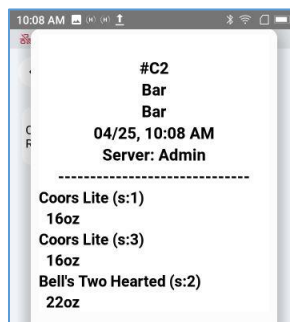 10:08 AM
#C2
Bar
Bar
04/25, 10:08 AM
Server: Admin
------------------------------
Coors Lite (s:1)
16oz
Coors Lite (s:3)
16oz
Bell's Two Hearted (s:2)
22oz